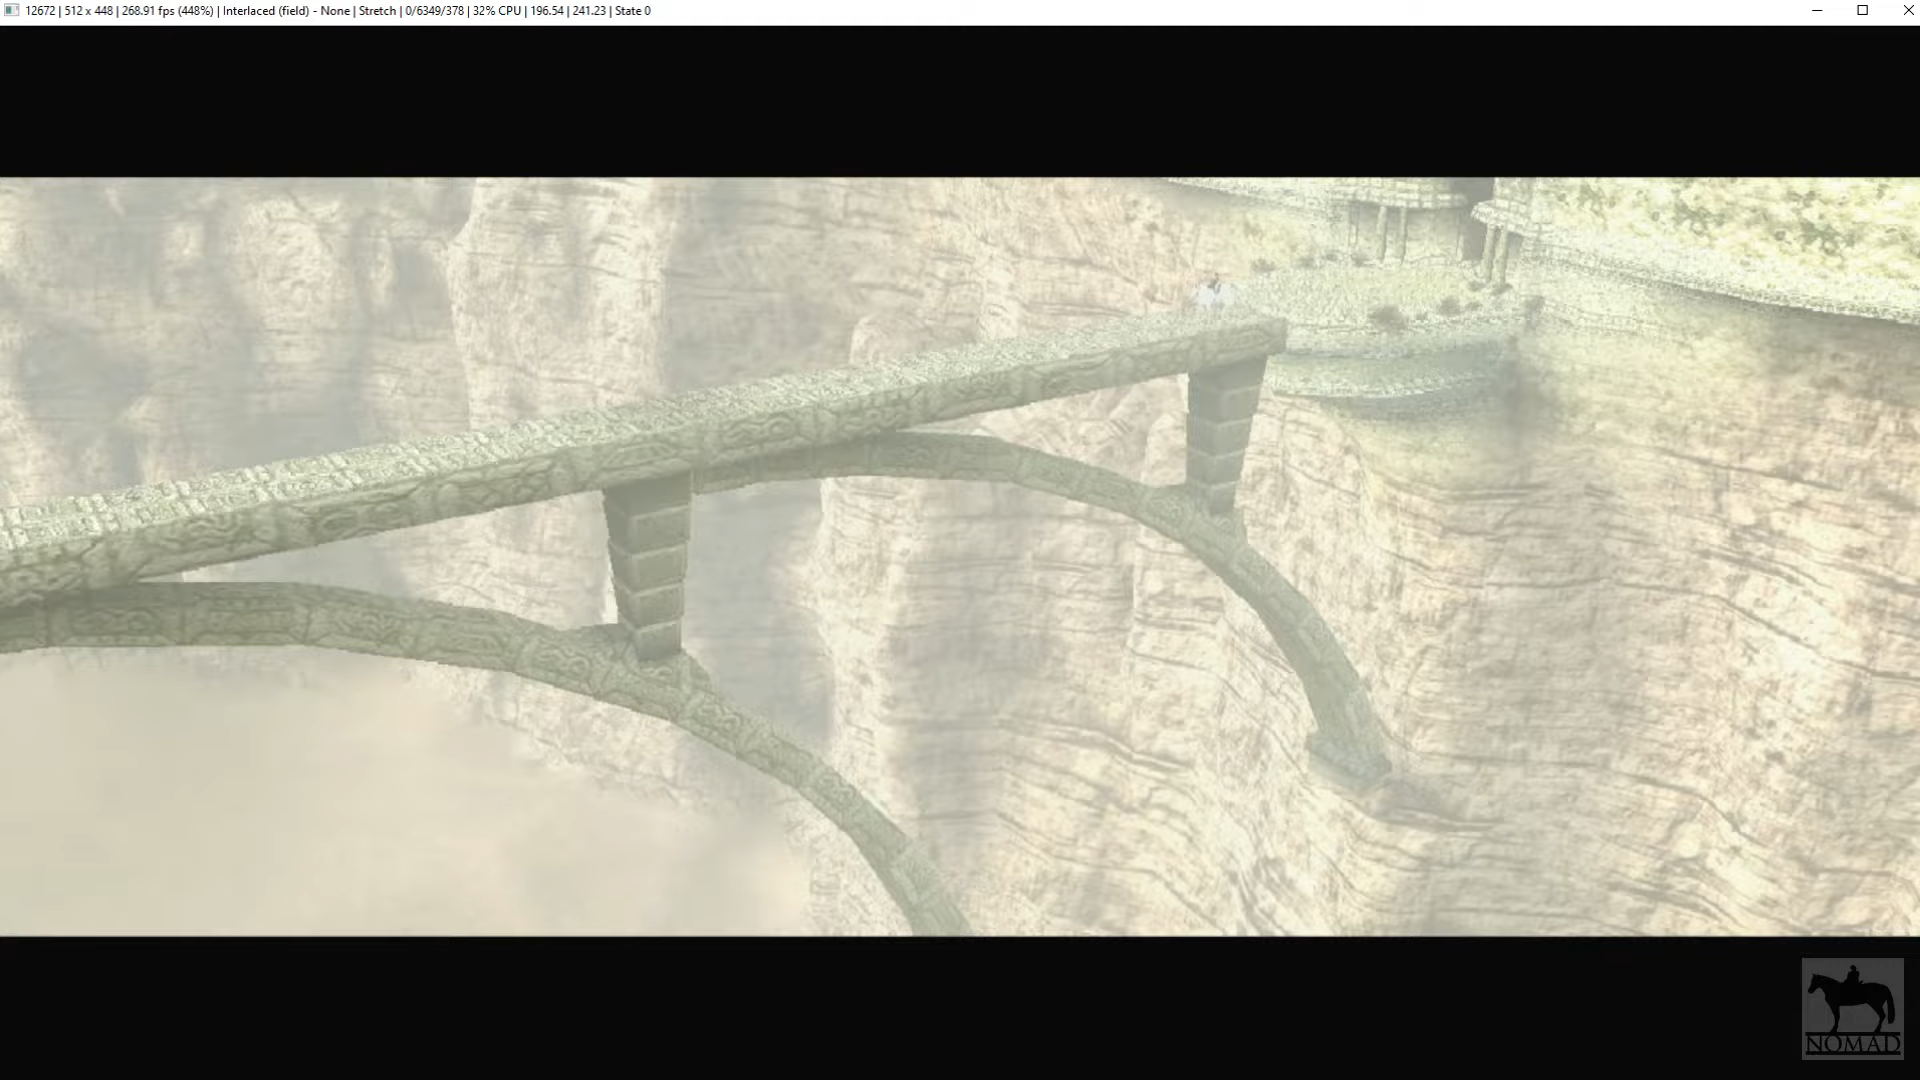 12672 | 512 x 448 | 268.91 fps (448%) | Interlaced (field) - None | Stretch | 0/6349/378 | 32% CPU | 196.54 | 241.23 | State 0
NOMAD